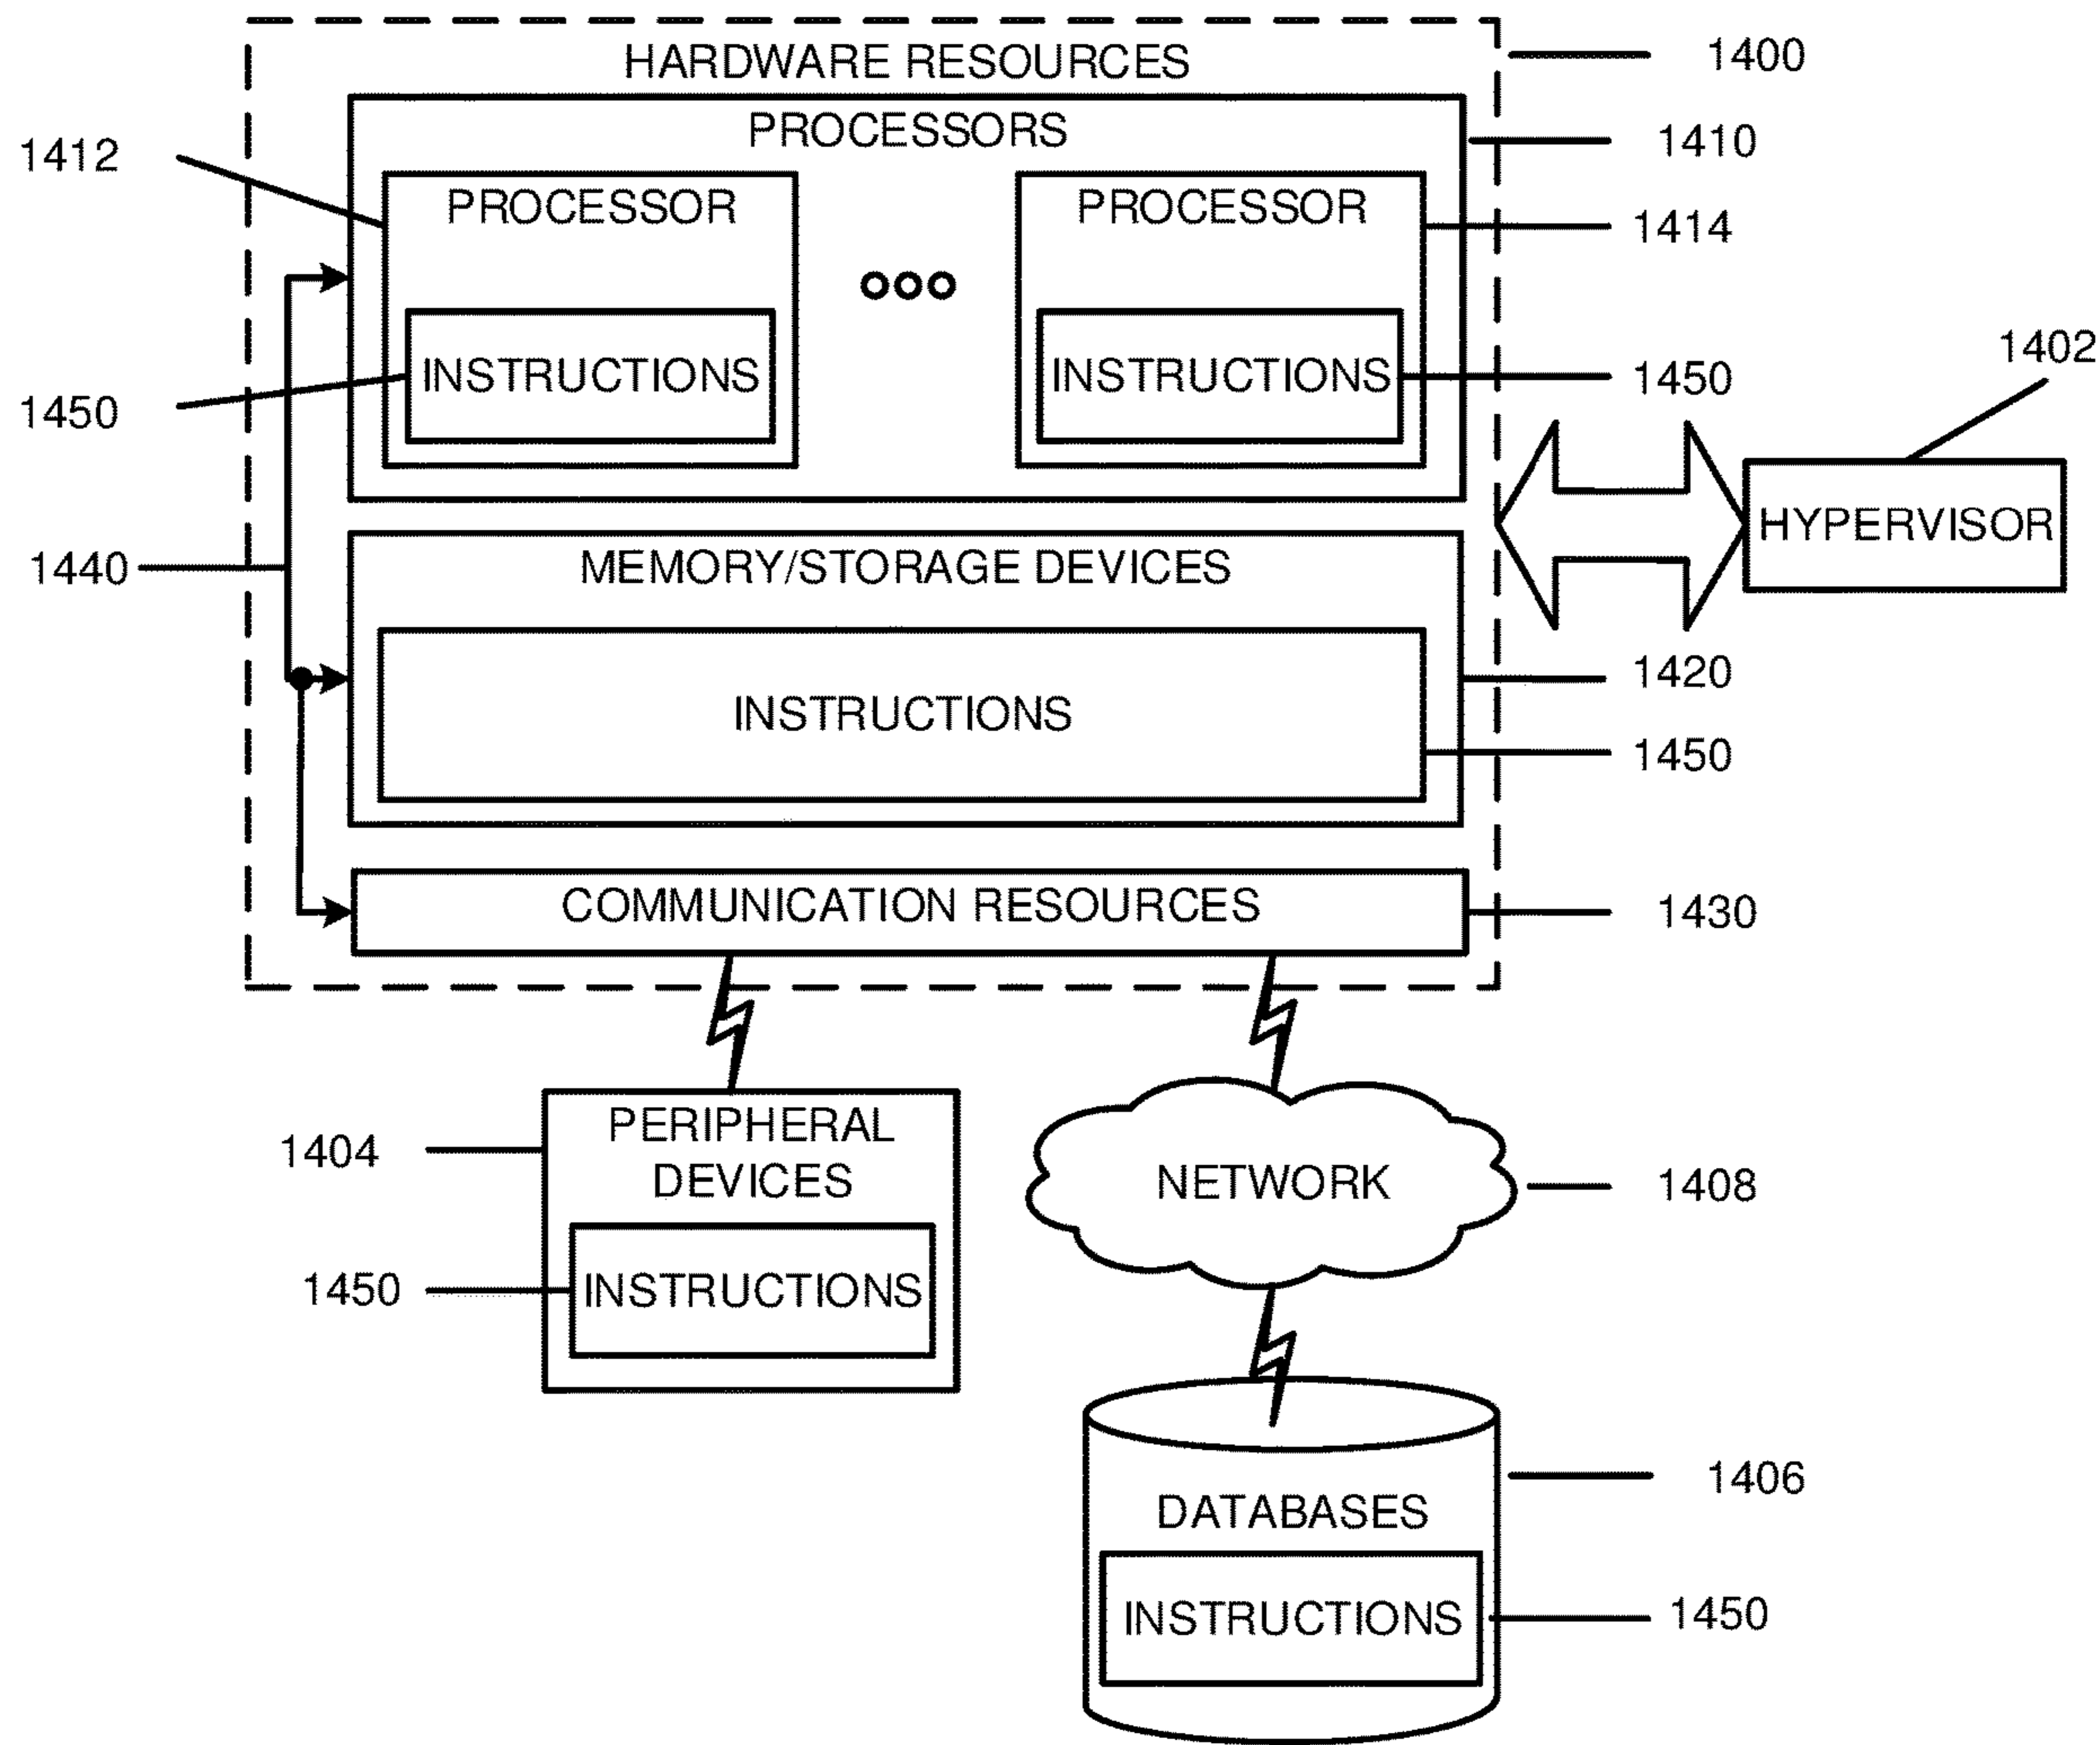 HARDWARE RESOURCES
1400
PROCESSORS
1410
1412
PROCESSOR
PROCESSOR
1414
INSTRUCTIONS
INSTRUCTIONS
1450
1450
1402
HYPERVISOR
1440
MEMORY/STORAGE DEVICES
1420
INSTRUCTIONS
1450
COMMUNICATION RESOURCES
1430
PERIPHERAL
DEVICES
1404
NETWORK
1408
1450
INSTRUCTIONS
1406
DATABASES
INSTRUCTIONS
1450